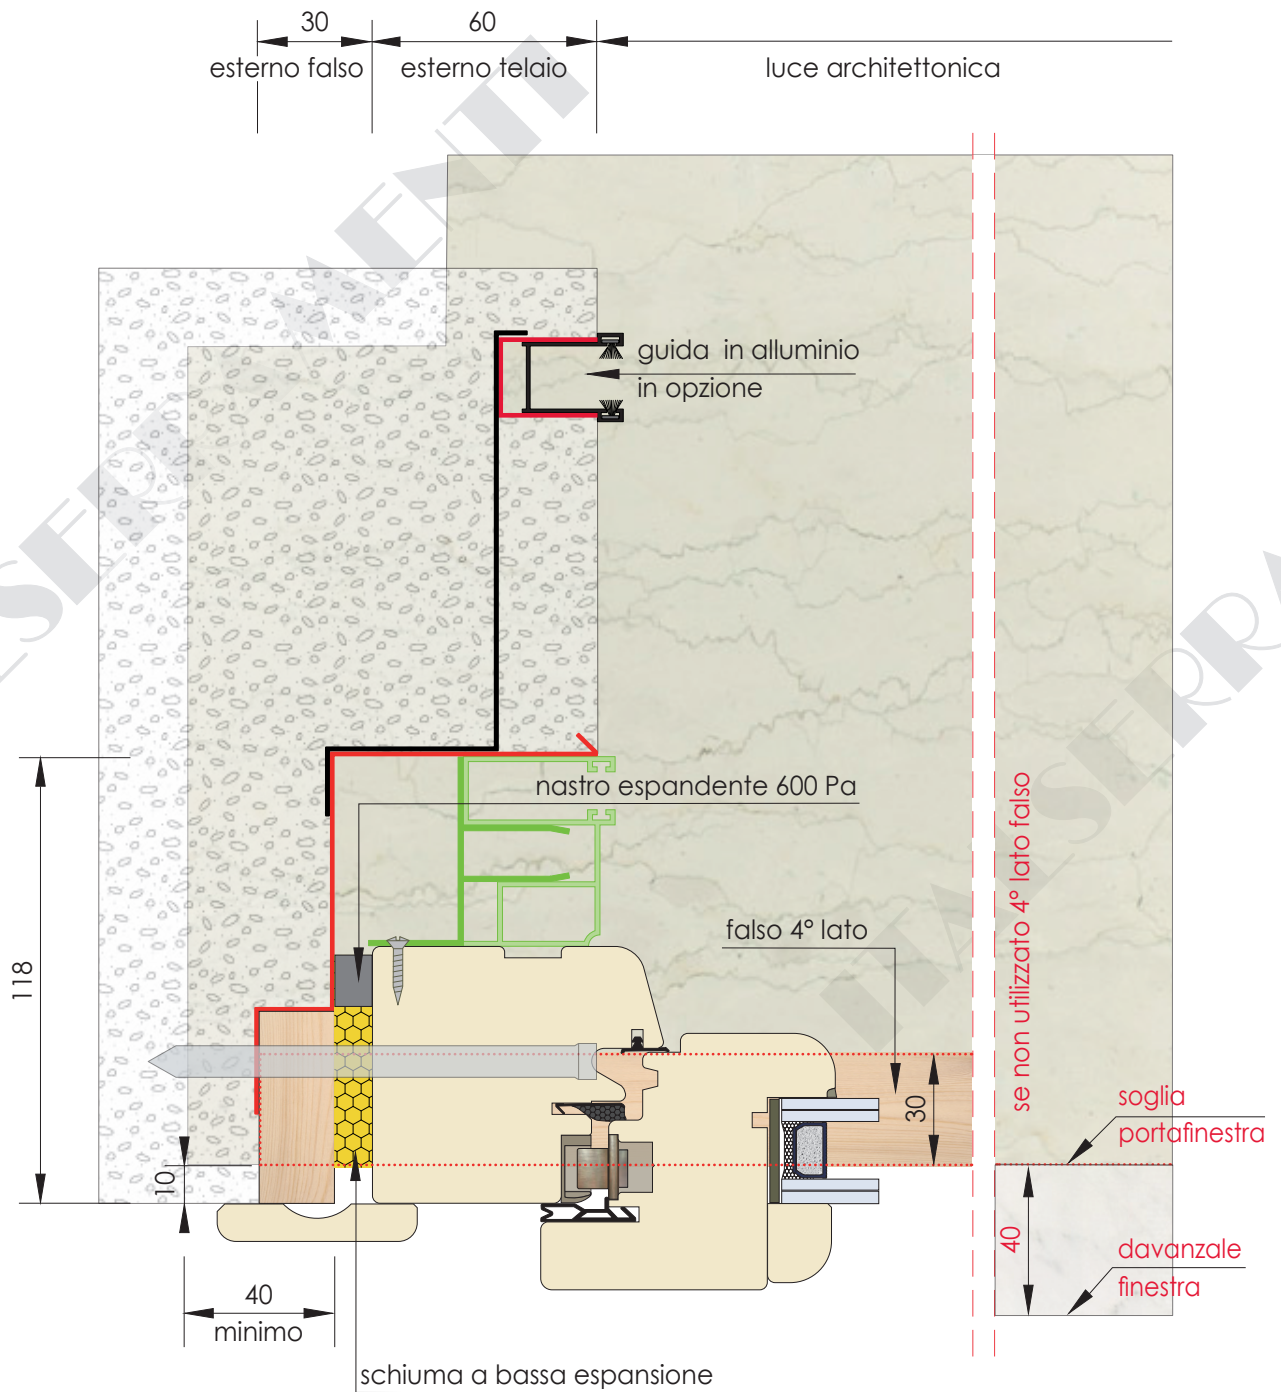 30
60
esterno falso
esterno telaio
luce architettonica
guida in alluminio
in opzione
nastro espandente 600 Pa
falso 4° lato
se non utilizzato 4° lato falso
118
30
soglia
portafinestra
10
40
davanzale
finestra
40
minimo
schiuma a bassa espansione
ITALSERRAMENTI